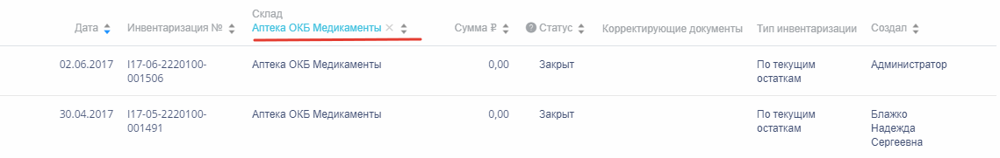 Склад
Дата Инвентаризация № Аптека ОКБ Медикаменты × Сумма ₽ ? Статус Корректирующие документы Тип инвентаризации Создал
02.06.2017 I17-06-2220100- Аптека ОКБ Медикаменты 0,00 Закрыт По текущим Администратор
001506 остаткам
30.04.2017 I17-05-2220100- Аптека ОКБ Медикаменты 0,00 Закрыт По текущим Блажко
001491 остаткам Надежда
Сергеевна